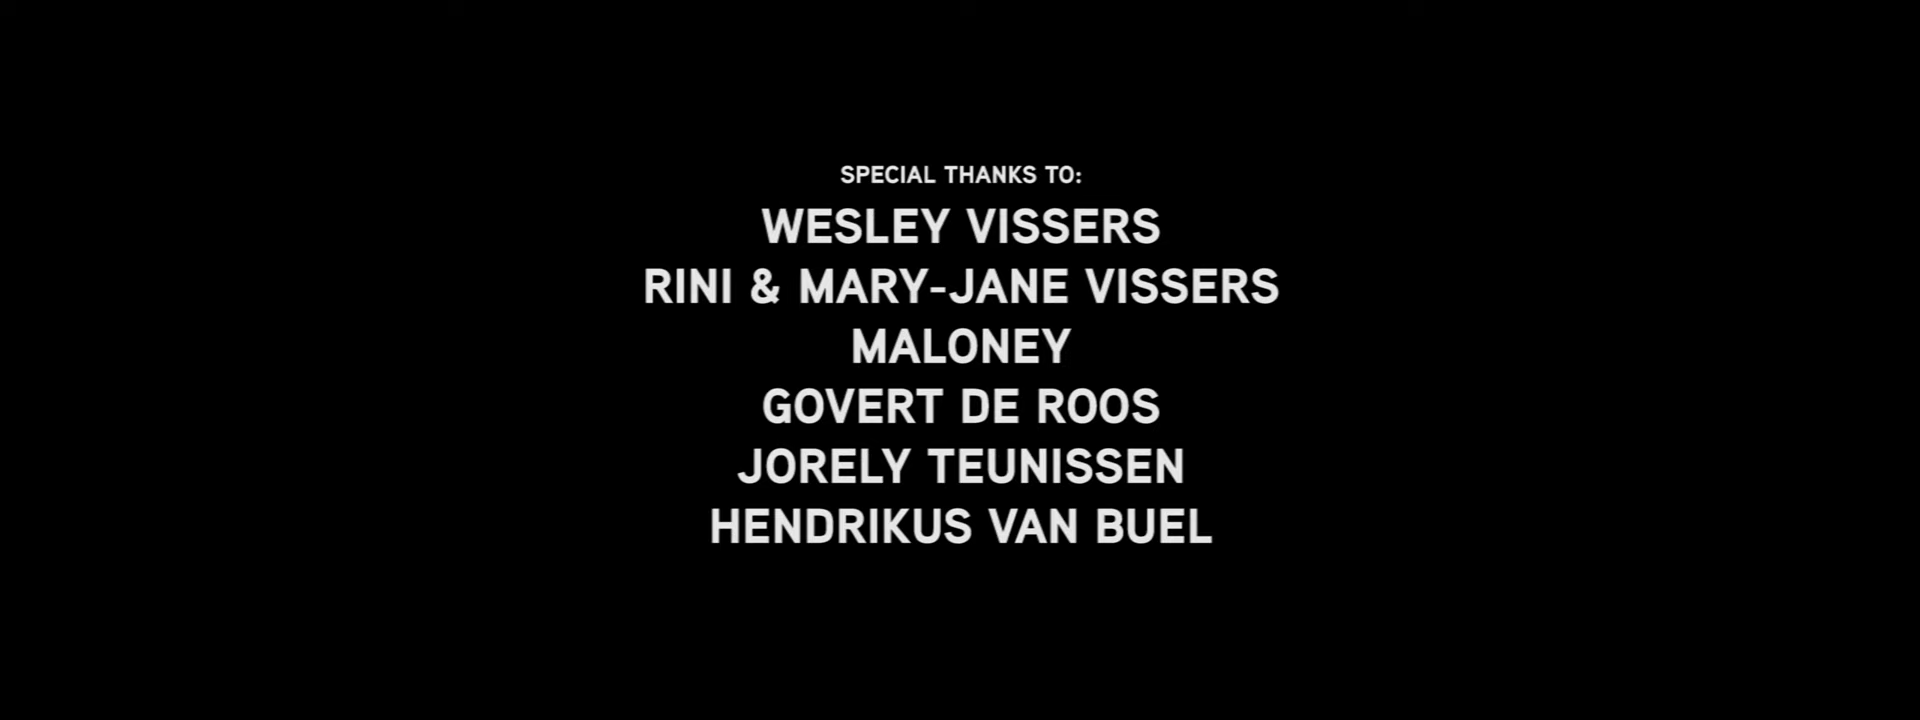 SPECIAL THANKS TO:
WESLEY VISSERS
RINI & MARY-JANE VISSERS
MALONEY
GOVERT DE ROOS
JORELY TEUNISSEN
HENDRIKUS VAN BUEL